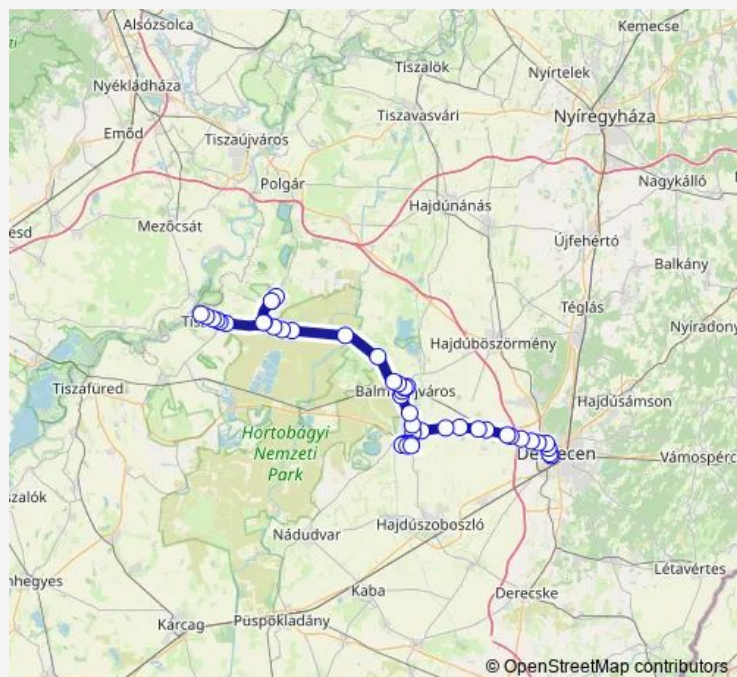 Alsózsolca
Kemecse
Tiszalök
Nyírtelek
Nyékládháza
Tiszavasvári
Nyíregyháza
Emőd
Tiszaújváros
Polgár
Nagykálló
Hajdúnánás
Mezőcsát
Újfehértó
Balkány
Téglás
Nyíradony
Hajdúböszörmény
Tiszafüred
Hajdúsámson
Hortobágyi
Nemzeti
Park
Vámospérc
Hajdúszoboszló
Nádudvar
Létavértes
Kaba
Derecske
Karcag
Püspökladány
© OpenStreetMap contributors